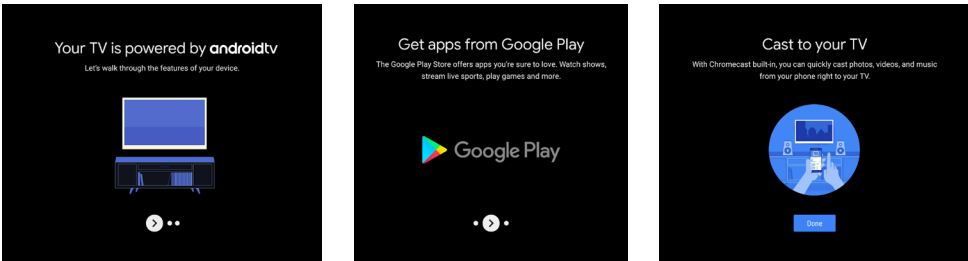 Your TV is powered by androidtv
Let's walk through the features of your device.
Get apps from Google Play
The Google Play Store offers apps you're sure to love. Watch shows,
stream live sports, play games and more.
Google Play
Cast to your TV
With Chromecast built-in, you can quickly cast photos, videos, and music
from your phone right to your TV.
Done